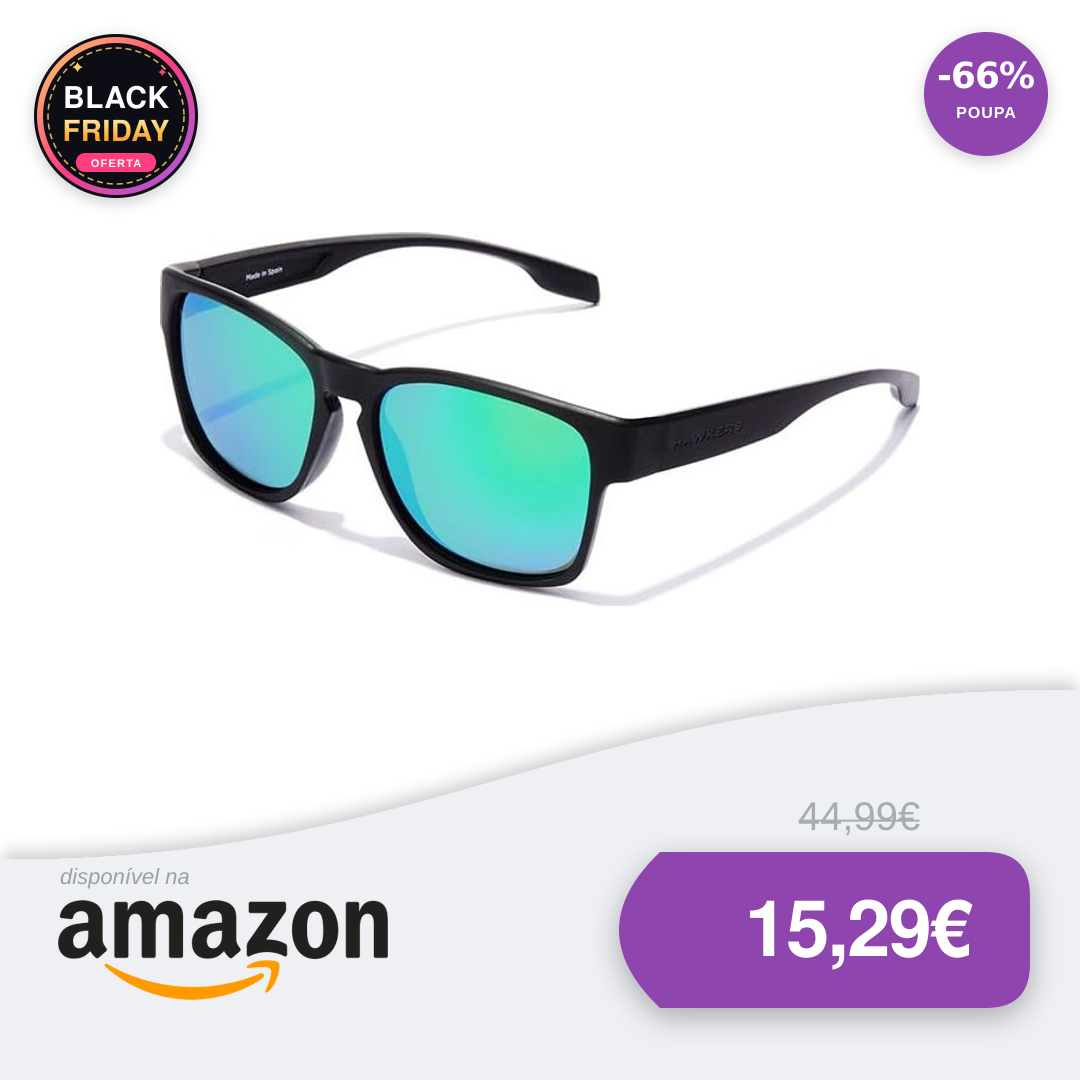 BLACK
FRIDAY
OFERTA
-66%
POUPA
Made in Spain
HAWKERS
44,99€
disponível na
amazon
15,29€